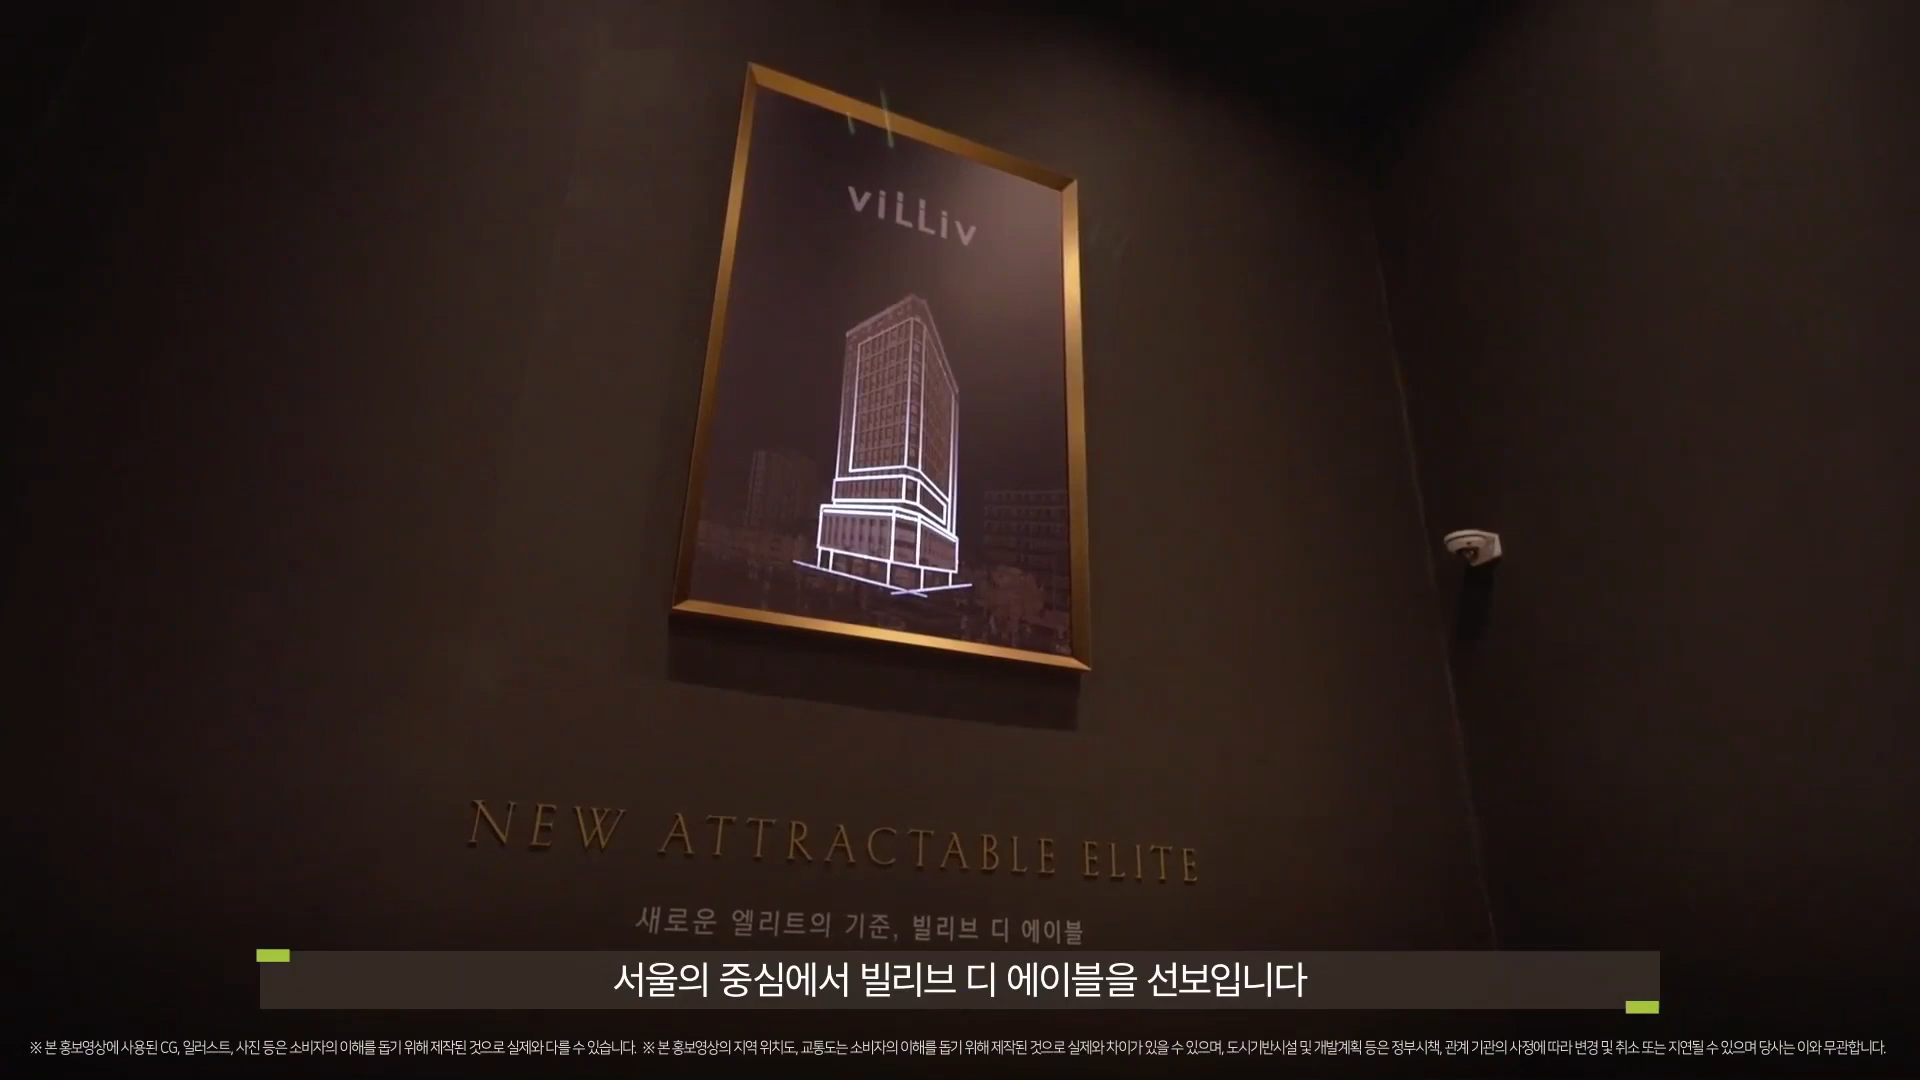 viLLiv
NEW ATTRACTABLE ELITE
새로운 엘리트의 기준, 빌리브 디 에이블
서울의 중심에서 빌리브 디 에이블을 선보입니다
※ 본 홍보영상에 사용된 CG, 일러스트, 사진 등은 소비자의 이해를 돕기 위해 제작된 것으로 실제와 다를 수 있습니다. ※ 본 홍보영상의 지역 위치도, 교통도는 소비자의 이해를 돕기 위해 제작된 것으로 실제와 차이가 있을 수 있으며, 도시기반시설 및 개발계획 등은 정부시책, 관계 기관의 사정에 따라 변경 및 취소 또는 지연될 수 있으며 당사는 이와 무관합니다.